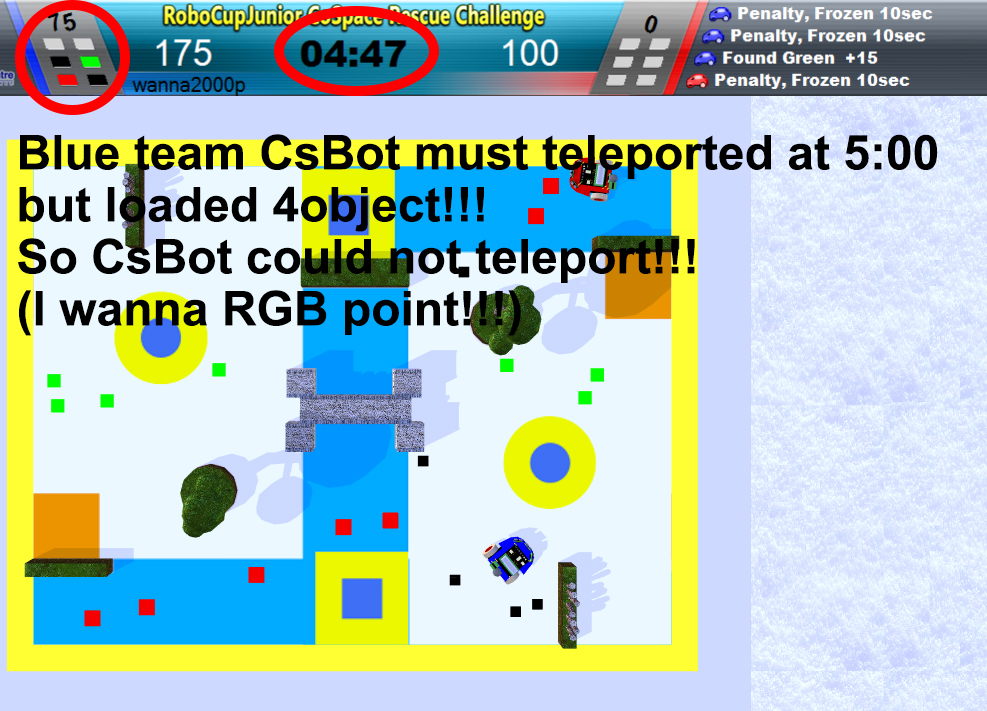 RoboCupJunior CoSpace Rescue Challenge
75
175
04:47
100
0
wanna2000p
Penalty, Frozen 10sec
Penalty, Frozen 10sec
Found Green +15
Penalty, Frozen 10sec
Blue team CsBot must teleported at 5:00
but loaded 4object!!!
So CsBot could not teleport!!!
(I wanna RGB point!!!)